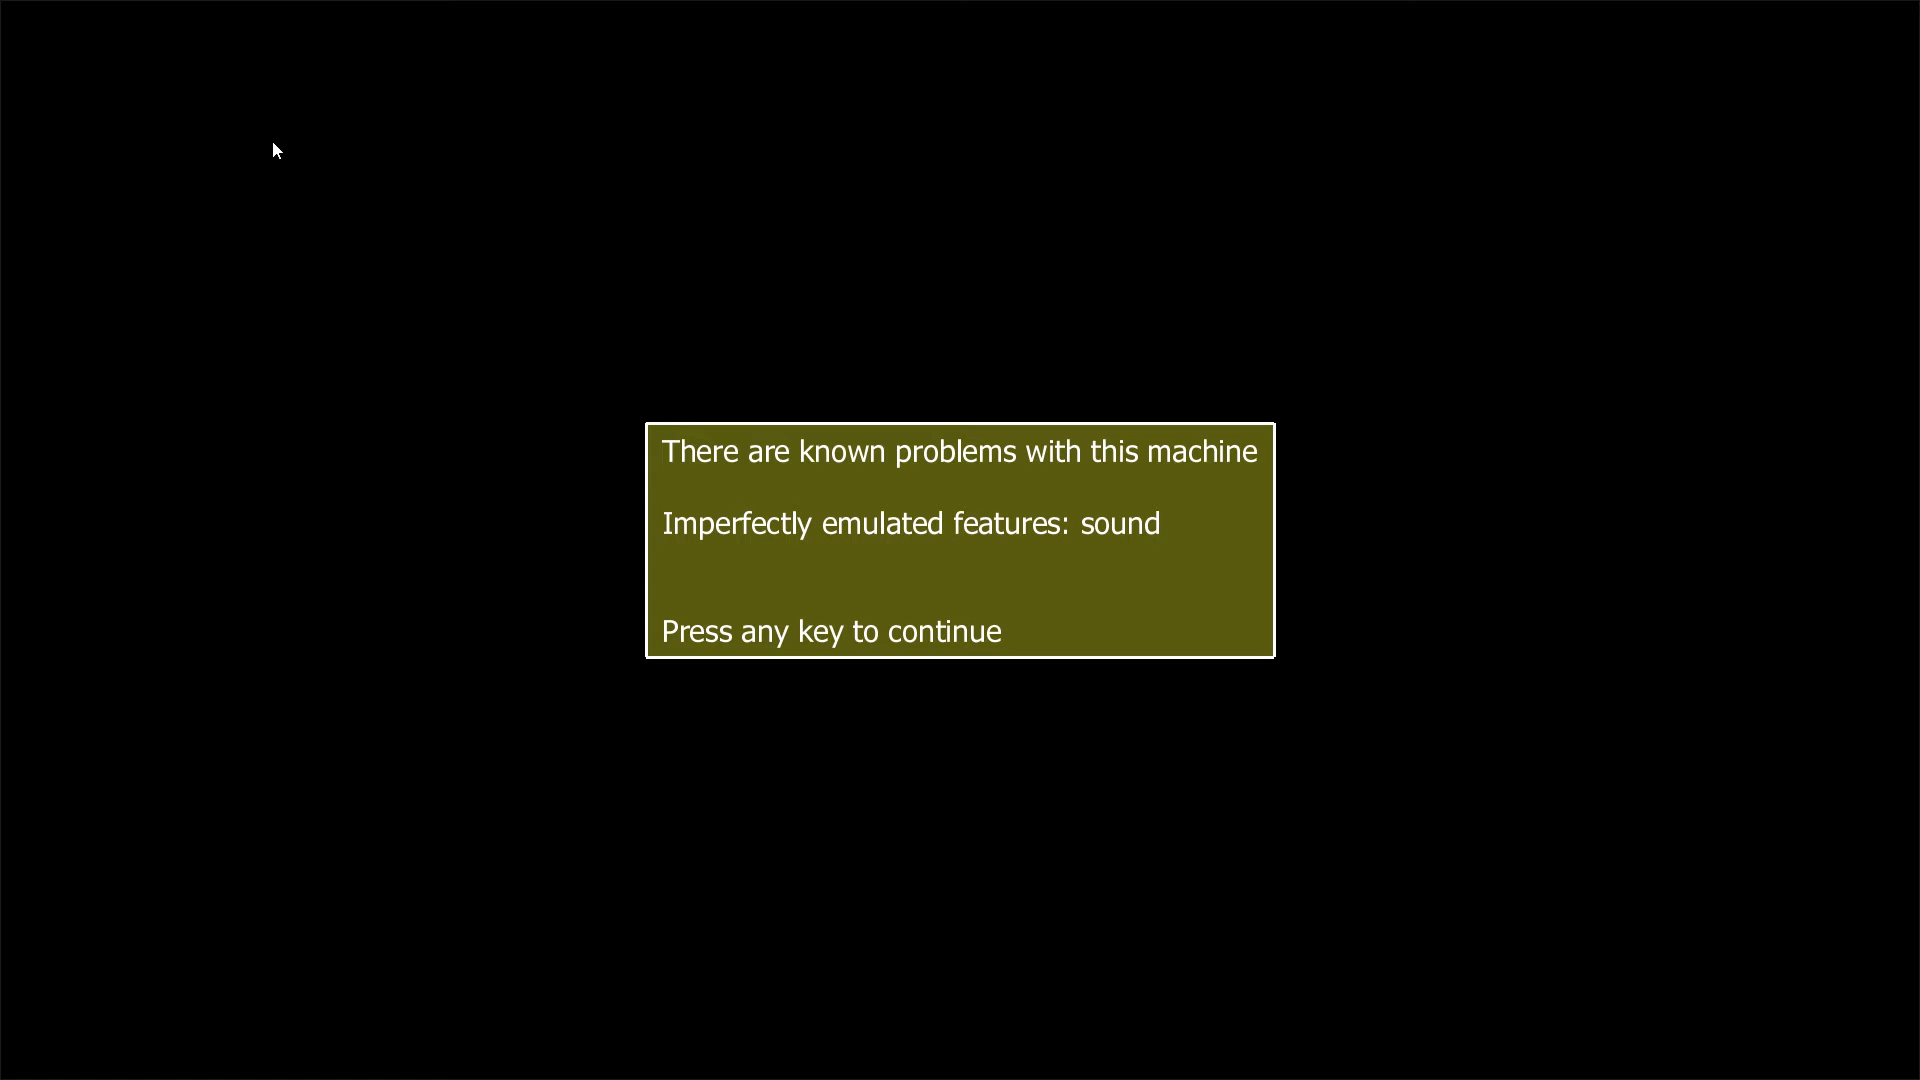 There are known problems with this machine
Imperfectly emulated features: sound
Press any key to continue